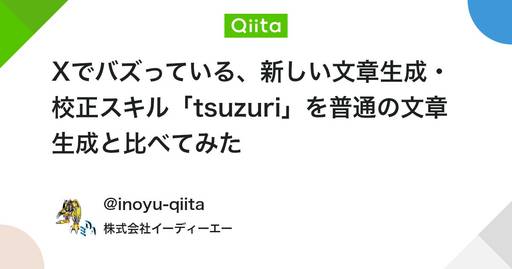 Qiita
Xでバズっている、新しい文章生成・
校正スキル「tsuzuri」を普通の文章
生成と比べてみた
@inoyu-qiita
株式会社イーディーエー